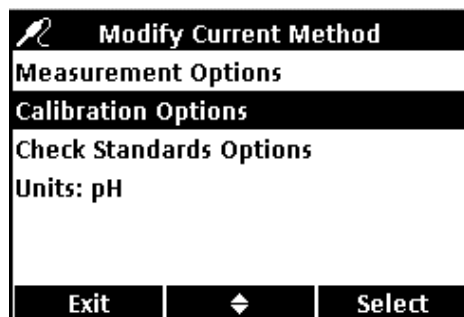 Modify Current Method
Measurement Options
Calibration Options
Check Standards Options
Units: pH
Exit Select